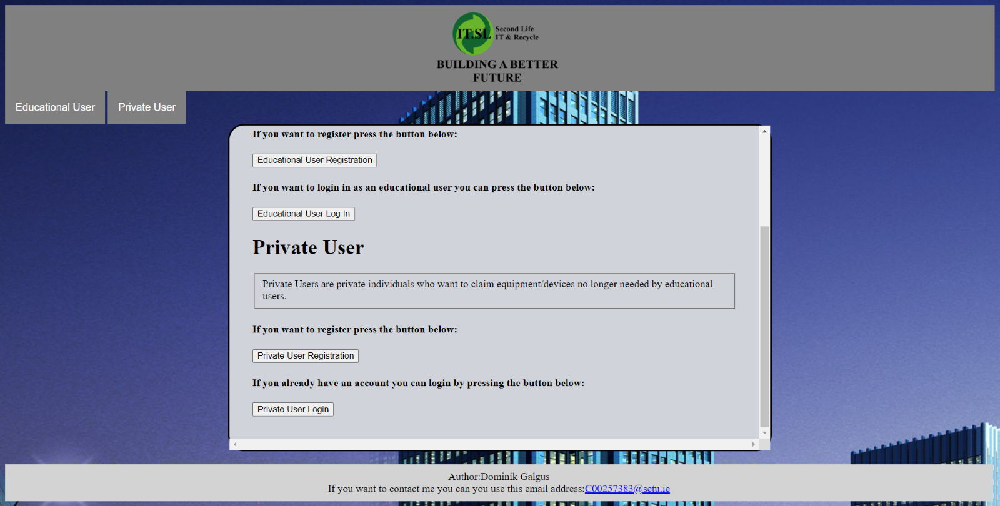 IT.SL
Second Life
IT & Recycle
BUILDING A BETTER
FUTURE
Educational User
Private User
If you want to register press the button below:
Educational User Registration
If you want to login in as an educational user you can press the button below:
Educational User Log In
Private User
Private Users are private individuals who want to claim equipment/devices no longer needed by educational
users.
If you want to register press the button below:
Private User Registration
If you already have an account you can login by pressing the button below:
Private User Login
Author:Dominik Galgus
If you want to contact me you can you use this email address:C00257383@setu.ie